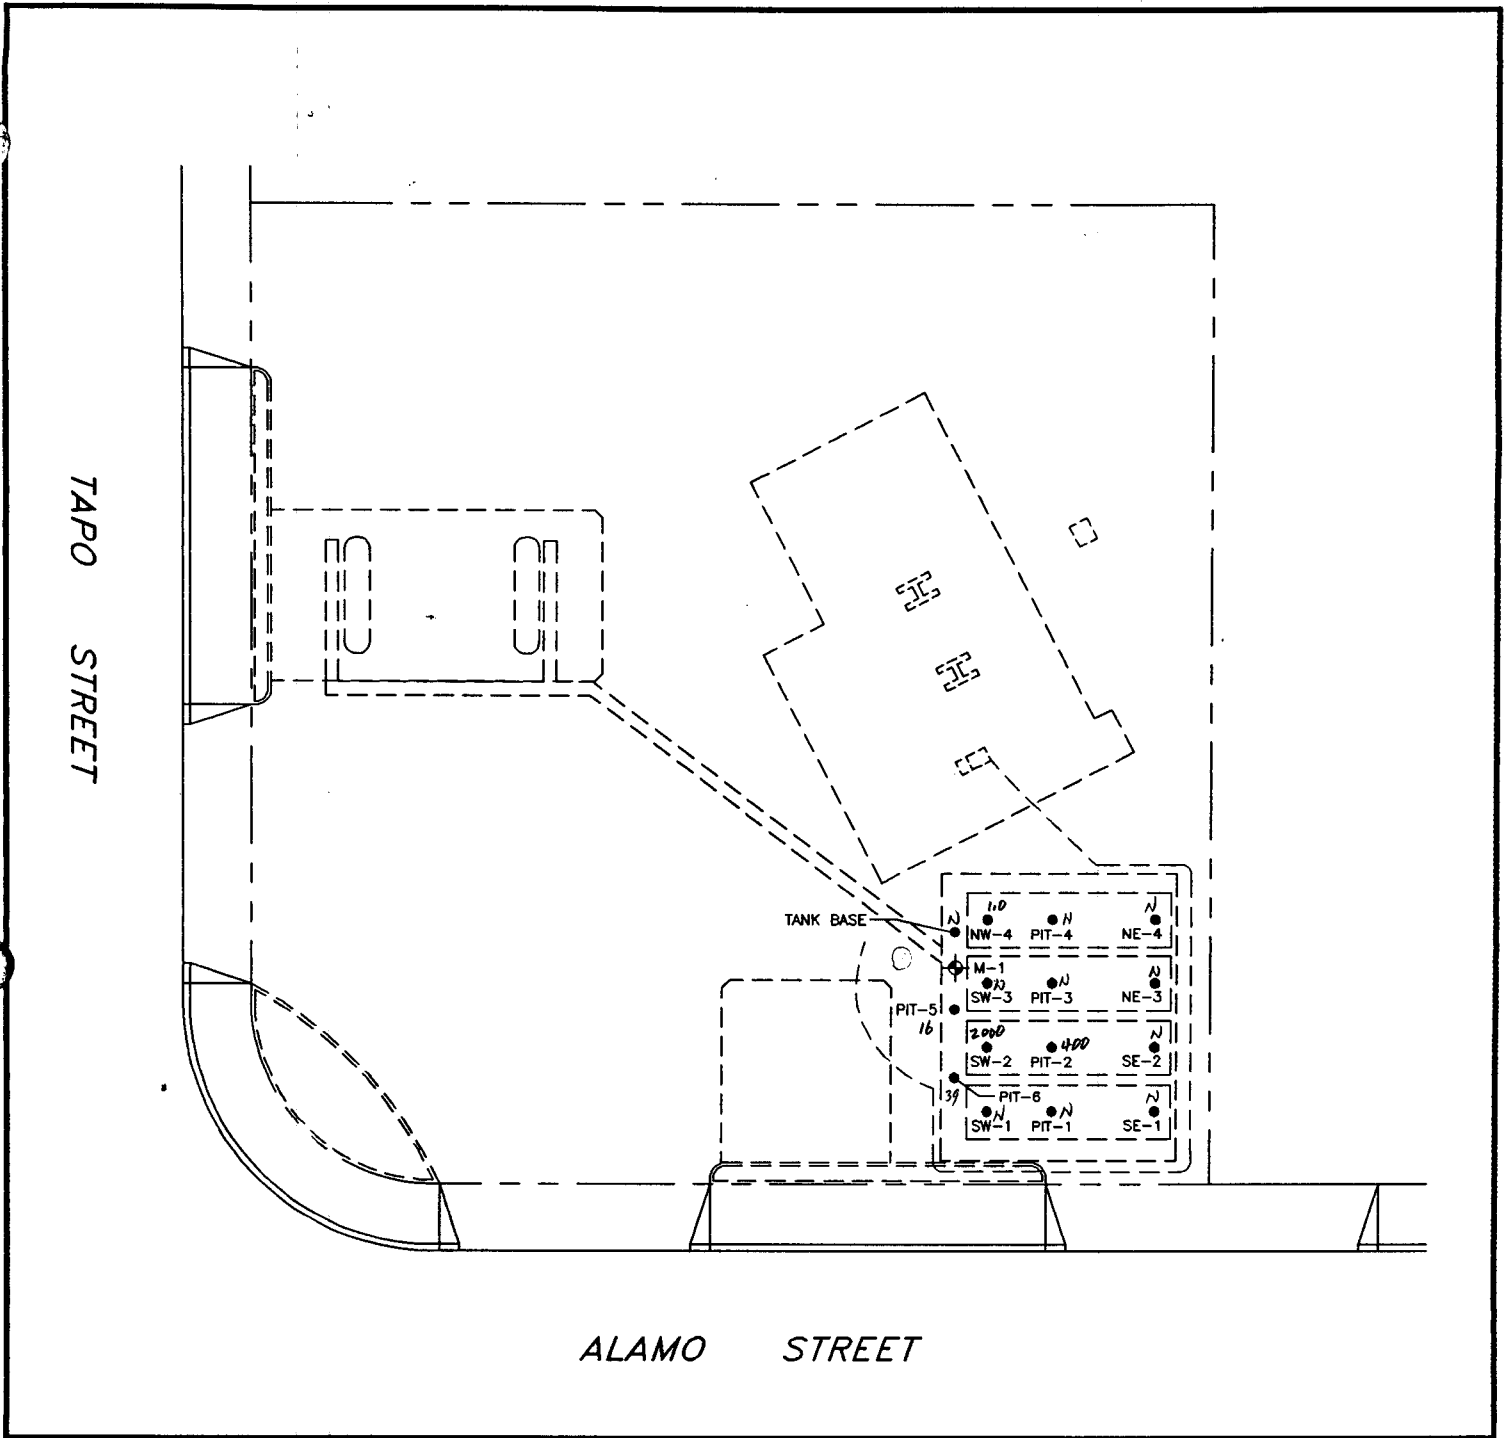 TAPO STREET
TANK BASE
N
1.0
N
N
NW-4 PIT-4 NE-4
M-1
N
N
N
SW-3 PIT-3 NE-3
PIT-5
16
2000
400
N
SW-2 PIT-2 SE-2
39
PIT-6
N
N
N
SW-1 PIT-1 SE-1
ALAMO STREET